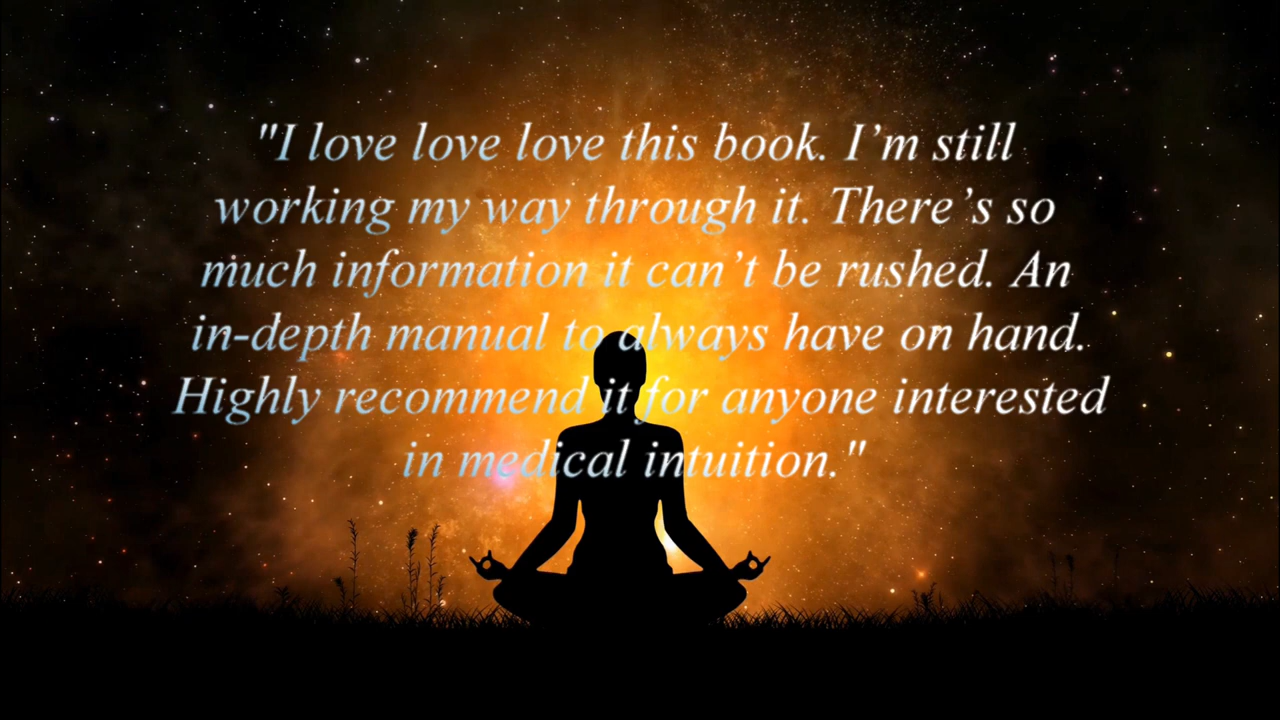 "I love love love this book. I’m still
working my way through it. There’s so
much information it can’t be rushed. An
in-depth manual to always have on hand.
Highly recommend it for anyone interested
in medical intuition."